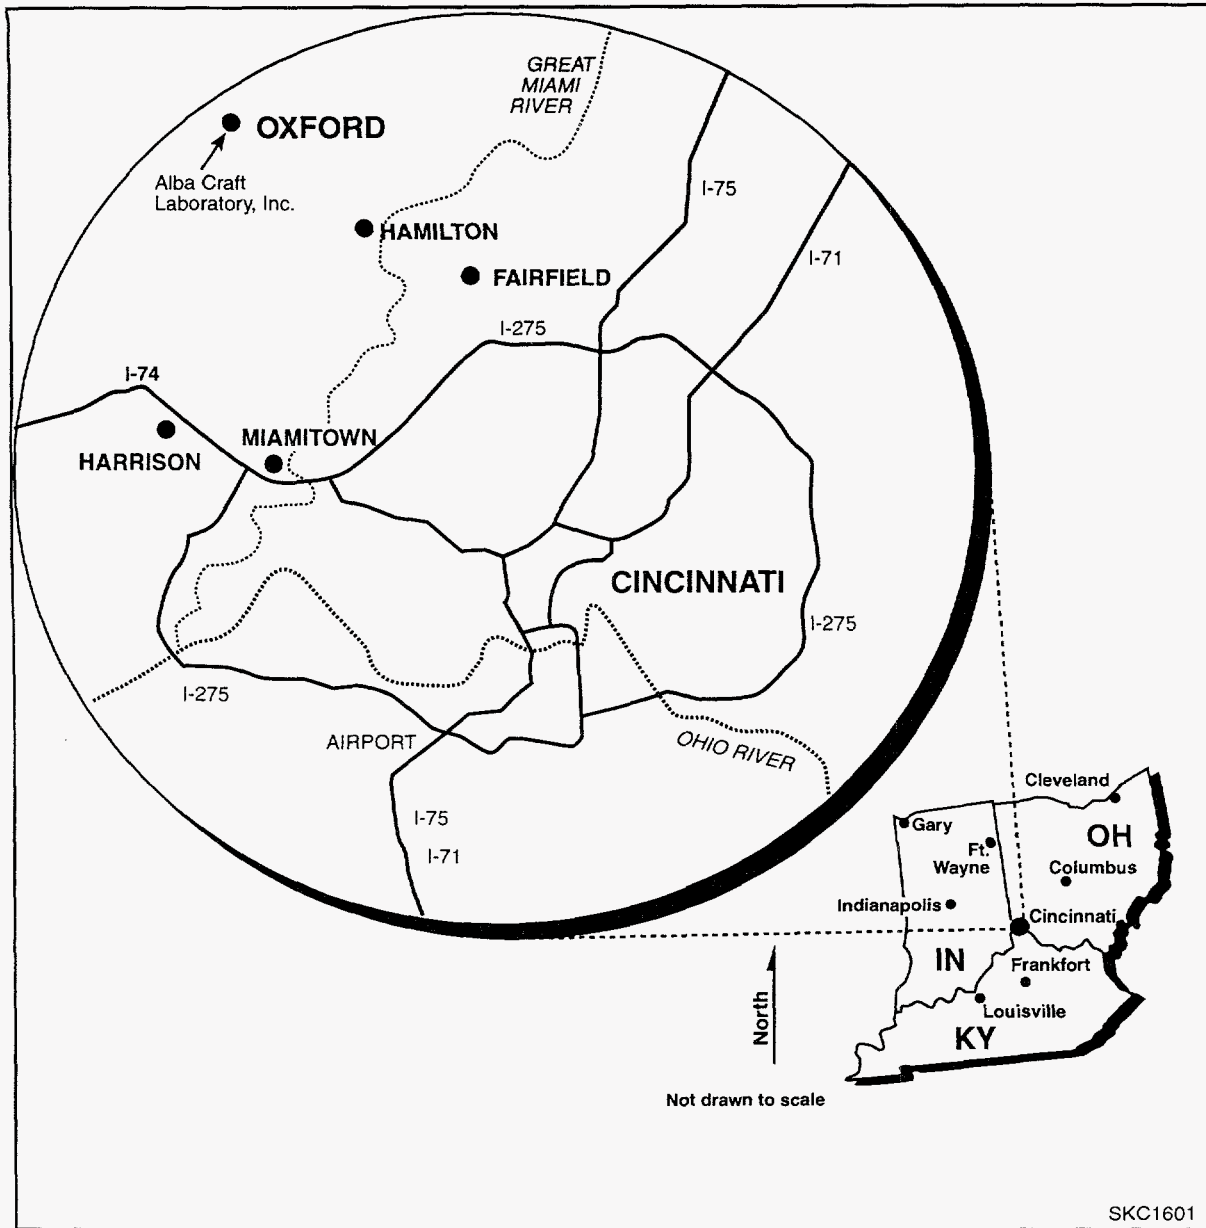 GREAT
MIAMI
RIVER
OXFORD
Alba Craft
Laboratory, Inc.
I-75
HAMILTON
I-71
FAIRFIELD
I-275
I-74
MIAMITOWN
HARRISON
CINCINNATI
I-275
I-275
AIRPORT
OHIO RIVER
I-75
I-71
Cleveland
Gary
OH
Ft.
Wayne
Columbus
Indianapolis
Cincinnati
IN
Frankfort
Louisville
KY
North
Not drawn to scale
SKC1601